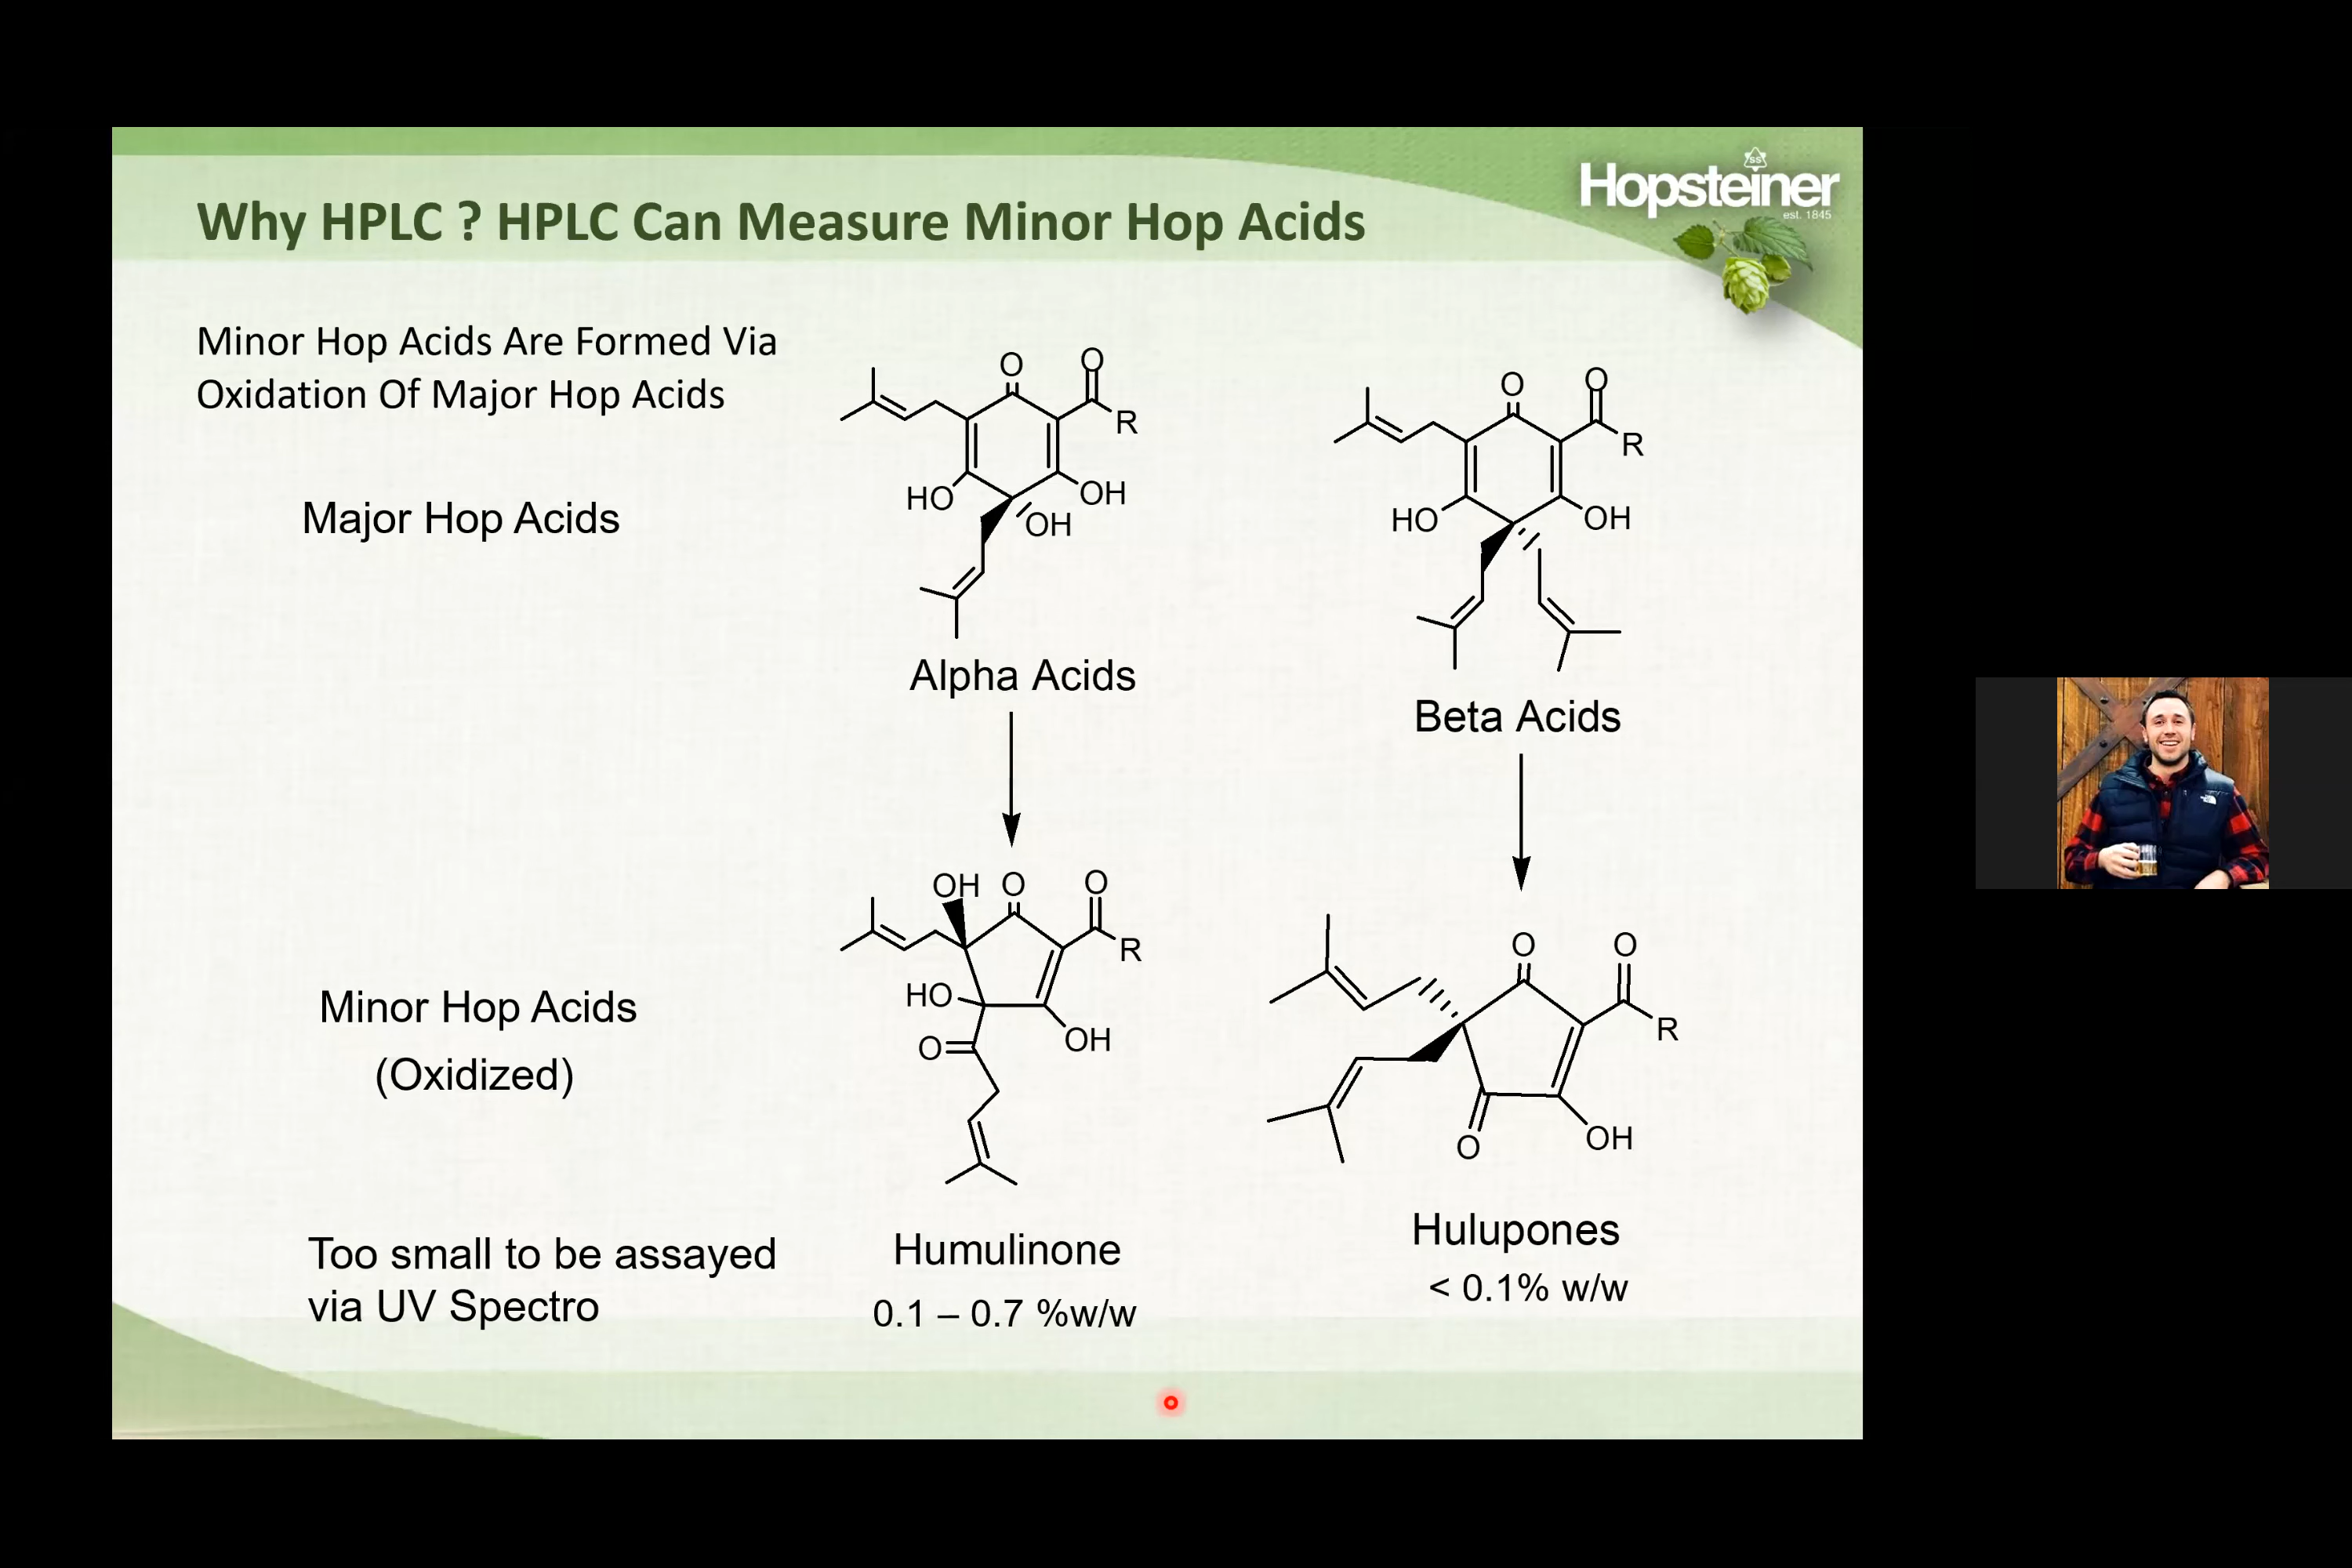 Hopsteiner
est. 1845
Why HPLC ? HPLC Can Measure Minor Hop Acids
Minor Hop Acids Are Formed Via
Oxidation Of Major Hop Acids
Major Hop Acids
O
O
R
HO
OH
OH
Alpha Acids
O
O
R
HO
OH
Beta Acids
Minor Hop Acids
(Oxidized)
OH
O
O
R
HO
O
OH
O
O
R
O
OH
Too small to be assayed
via UV Spectro
Humulinone
0.1 – 0.7 %w/w
Hulupones
< 0.1% w/w